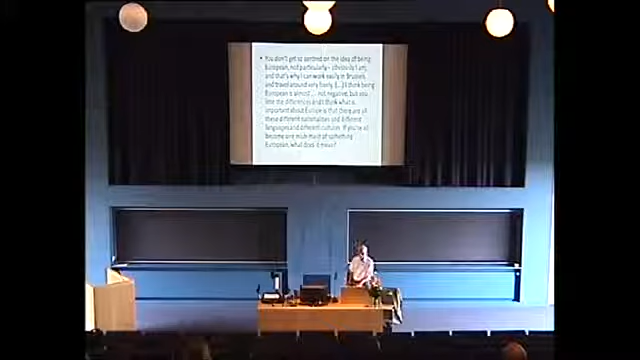 • You don't get so centred on the idea of being
European, not particularly – obviously I am,
and that's why I can work easily in Brussels,
and travel around very freely. [...] I think being
European is almost ... not negative, but you
lose the differences and I think what is
important about Europe is that there are all
these different nationalities and different
languages and different cultures. If you're all
become one mish-mash of something
European, what does it mean?